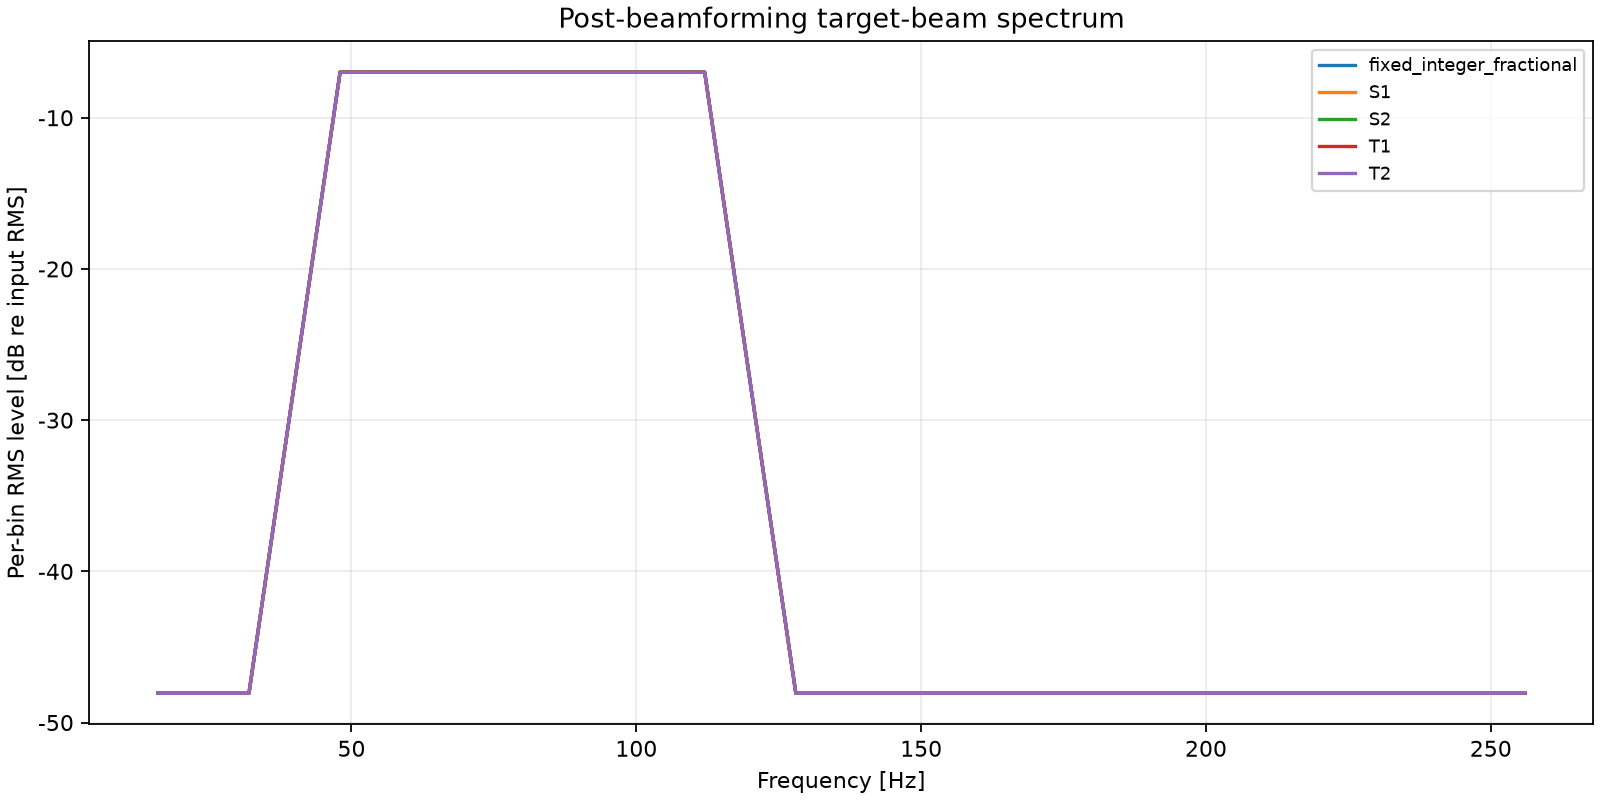 Post-beamforming target-beam spectrum
fixed_integer_fractional
S1
S2
T1
T2
Per-bin RMS level [dB re input RMS]
-10
-20
-30
-40
-50
50
100
150
200
250
Frequency [Hz]